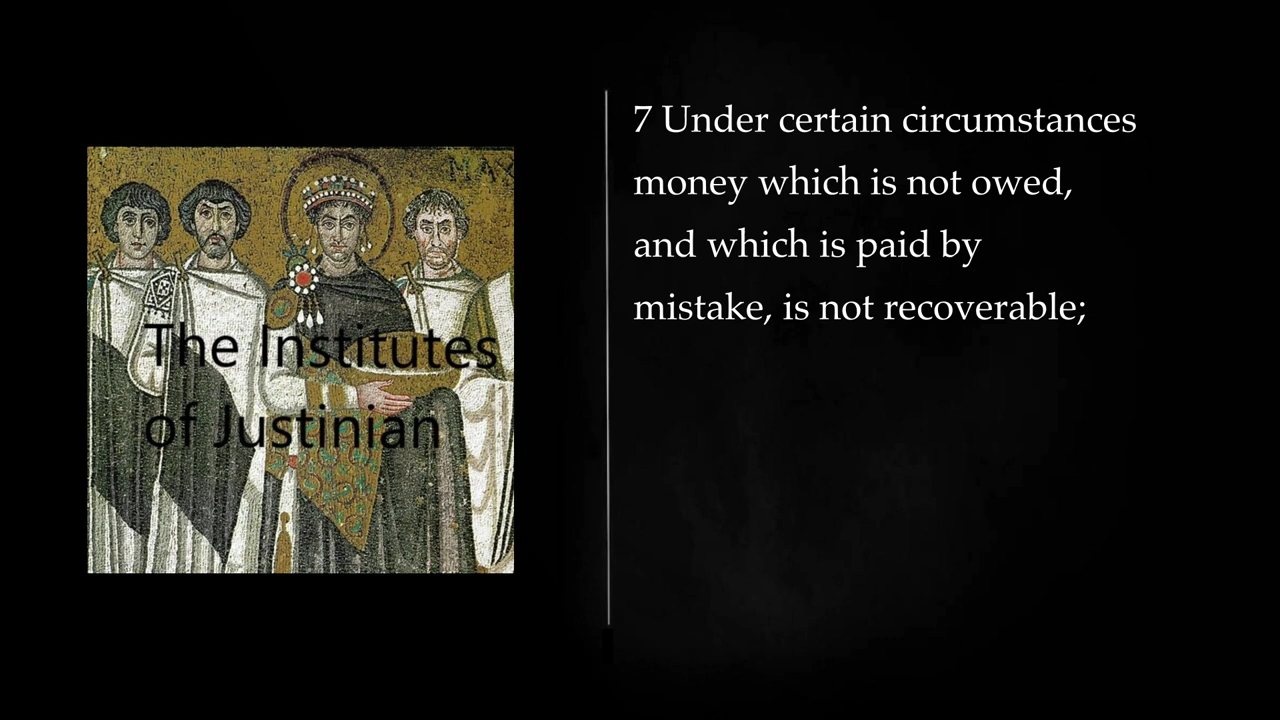 MAX
The Institutes
of Justinian
7 Under certain circumstances
money which is not owed,
and which is paid by
mistake, is not recoverable;